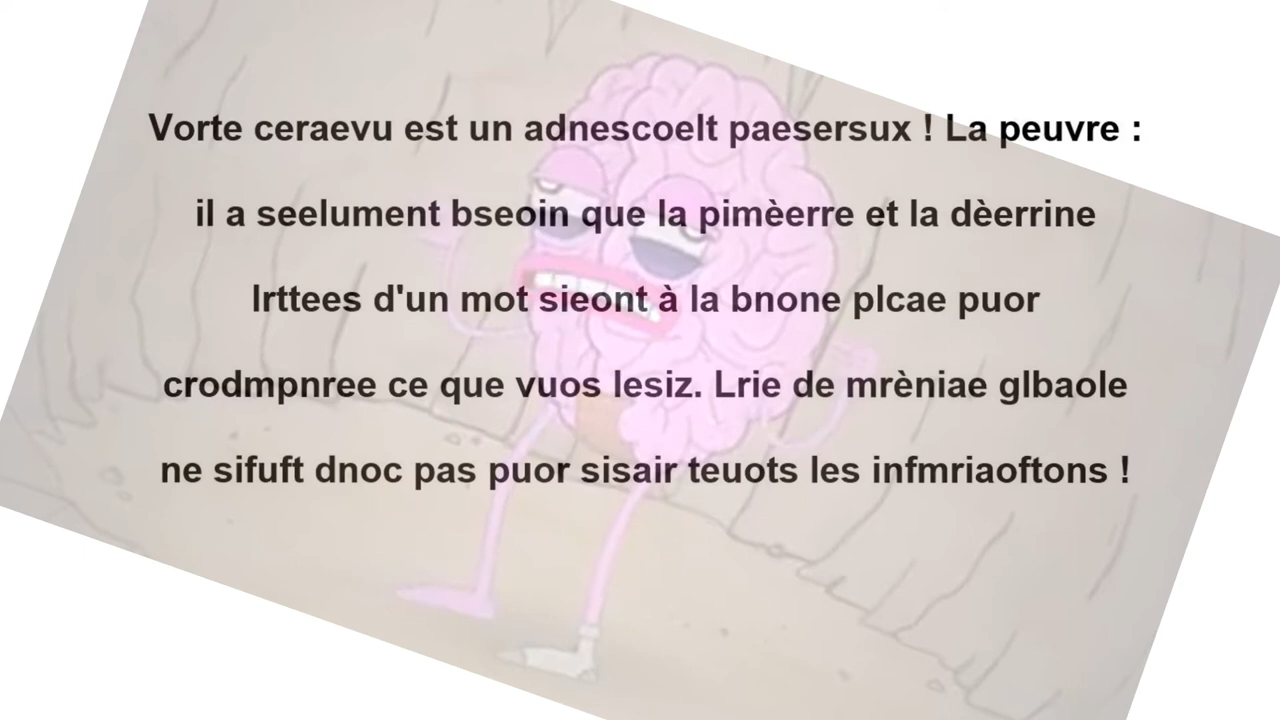 Vorte ceraevu est un adnescoelt paesersux ! La peuvre :
il a seelument bseoin que la pimèerre et la dèerrine
lrttees d'un mot sieont à la bnone plcae puor
crodmpnree ce que vuos lesiz. Lrie de mrèniae glbaole
ne sifuft dnoc pas puor sisair teuots les infmriaoftons !